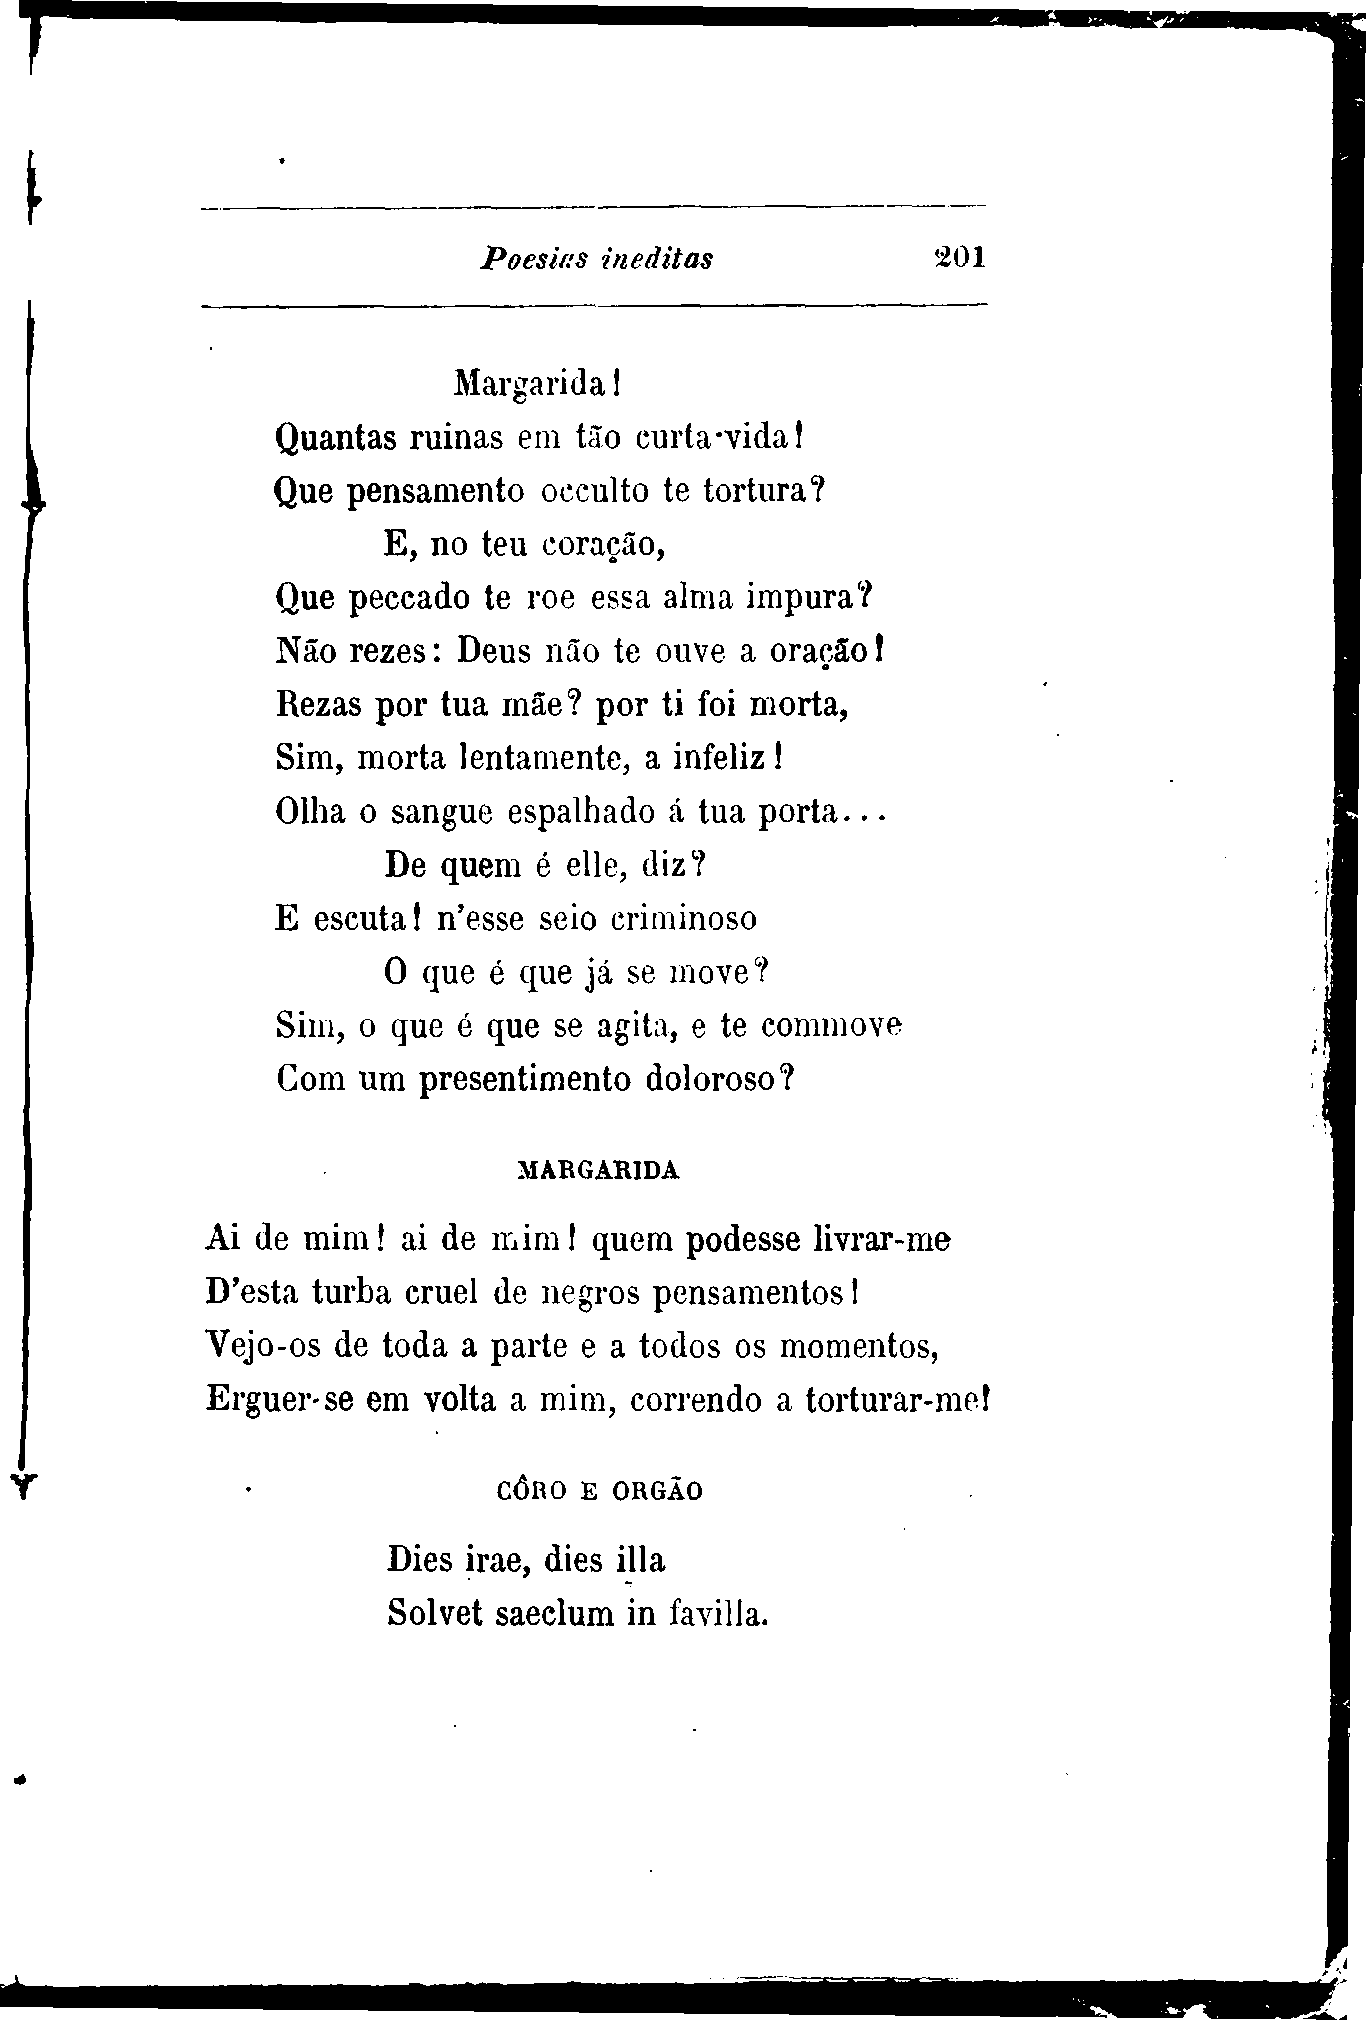 Poesias ineditas 201
Margarida!
Quantas ruinas em tão curta vida!
Que pensamento occulto te tortura?
E, no teu coração,
Que peccado te roe essa alma impura?
Não rezes: Deus não te ouve a oração!
Rezas por tua mãe? por ti foi morta,
Sim, morta lentamente, a infeliz!
Olha o sangue espalhado á tua porta...
De quem é elle, diz?
E escuta! n'esse seio criminoso
O que é que já se move?
Sim, o que é que se agita, e te commove
Com um presentimento doloroso?
MARGARIDA
Ai de mim! ai de mim! quem podesse livrar-me
D'esta turba cruel de negros pensamentos!
Vejo-os de toda a parte e a todos os momentos,
Erguer-se em volta a mim, correndo a torturar-me!
CÔRO E ORGÃO
Dies irae, dies illa
Solvet saeclum in favilla.